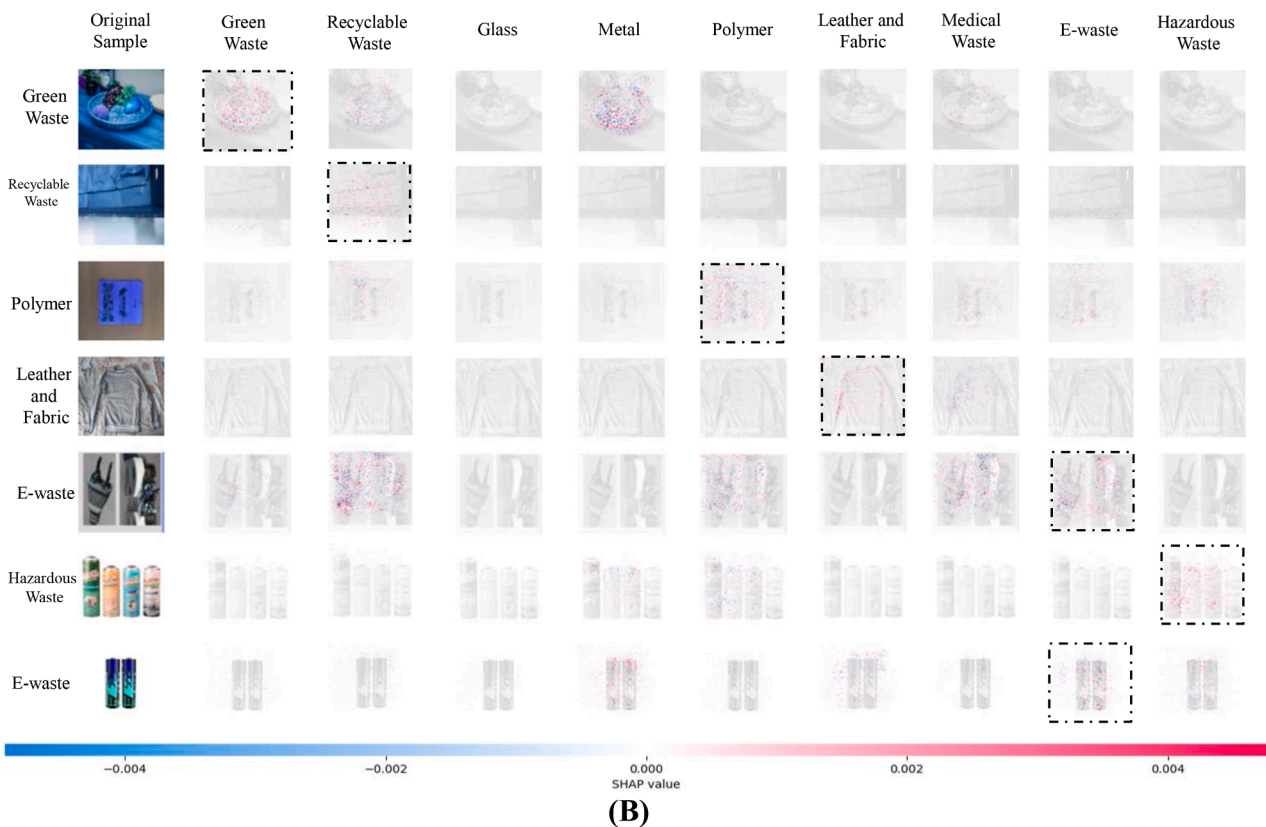 Original
Sample
Green
Waste
Recyclable
Waste
Glass
Metal
Polymer
Leather and
Fabric
Medical
Waste
E-waste
Hazardous
Waste
Green
Waste
Recyclable
Waste
Polymer
Leather
and
Fabric
E-waste
Hazardous
Waste
E-waste
−0.004
−0.002
0.000
0.002
0.004
SHAP value
(B)